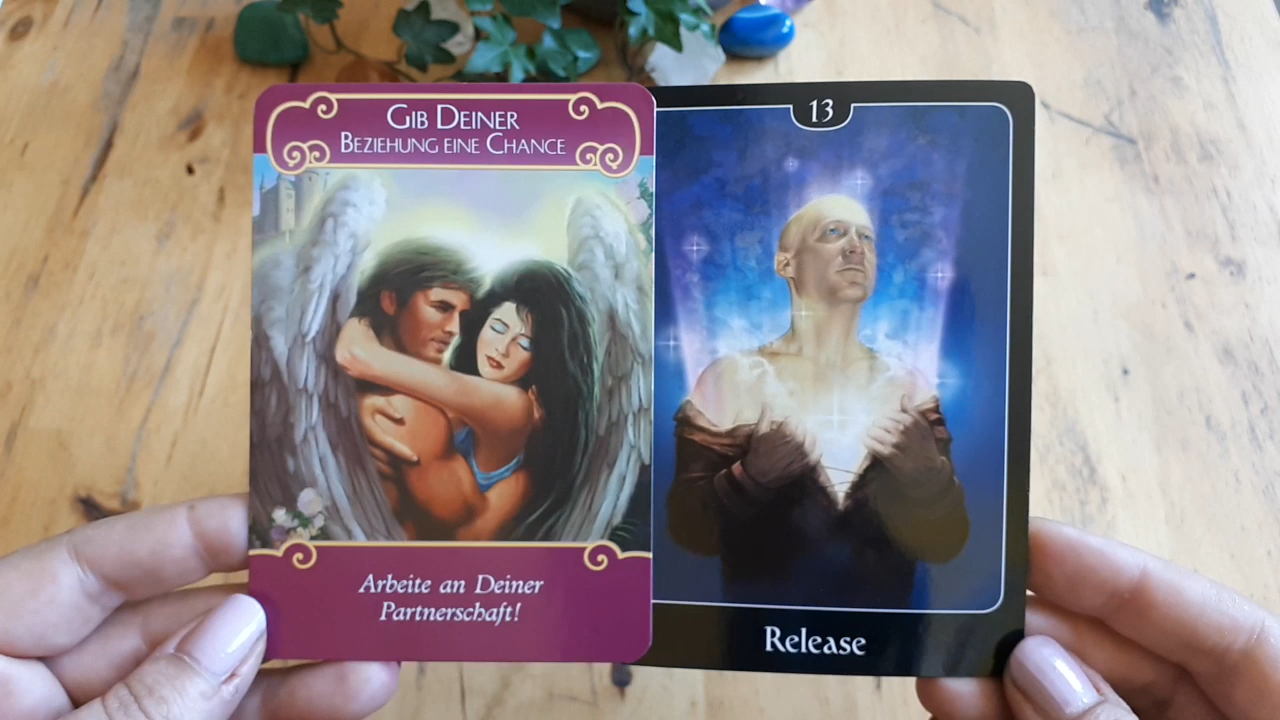 Gib Deiner
Beziehung eine Chance
Arbeite an Deiner
Partnerschaft!
13
Release